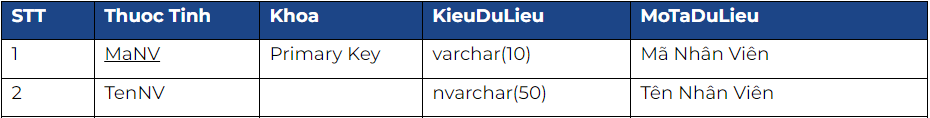 STT Thuoc Tinh Khoa KieuDuLieu MoTaDuLieu
1 MaNV Primary Key varchar(10) Mã Nhân Viên
2 TenNV nvarchar(50) Tên Nhân Viên